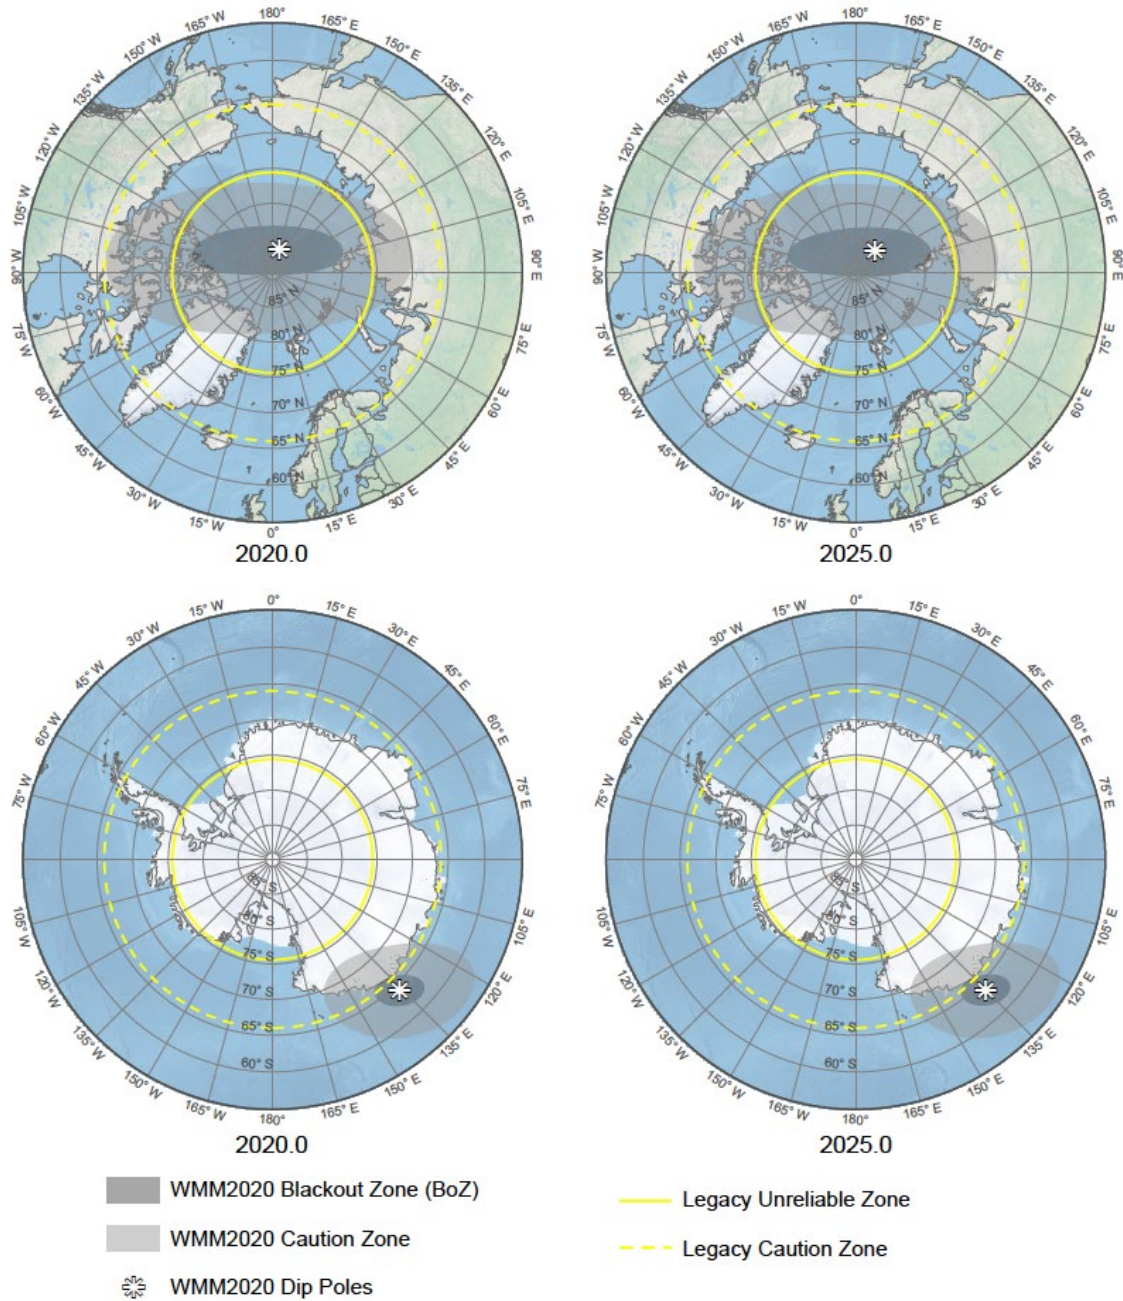 180°
165° W
165° E
150° W
150° E
135° W
135° E
120° W
120° E
105° W
105° E
90° W
90° E
75° W
75° E
60° W
60° E
45° W
45° E
30° W
30° E
15° W
15° E
0°
85° N
80° N
75° N
70° N
65° N
60° N
2020.0
180°
165° W
165° E
150° W
150° E
135° W
135° E
120° W
120° E
105° W
105° E
90° W
90° E
75° W
75° E
60° W
60° E
45° W
45° E
30° W
30° E
15° W
15° E
0°
85° N
80° N
75° N
70° N
65° N
60° N
2025.0
0°
15° W
15° E
30° W
30° E
45° W
45° E
60° W
60° E
75° W
75° E
90° W
90° E
105° W
105° E
120° W
120° E
135° W
135° E
150° W
150° E
165° W
165° E
180°
85° S
80° S
75° S
70° S
65° S
60° S
2020.0
0°
15° W
15° E
30° W
30° E
45° W
45° E
60° W
60° E
75° W
75° E
90° W
90° E
105° W
105° E
120° W
120° E
135° W
135° E
150° W
150° E
165° W
165° E
180°
85° S
80° S
75° S
70° S
65° S
60° S
2025.0
WMM2020 Blackout Zone (BoZ)
WMM2020 Caution Zone
WMM2020 Dip Poles
Legacy Unreliable Zone
Legacy Caution Zone